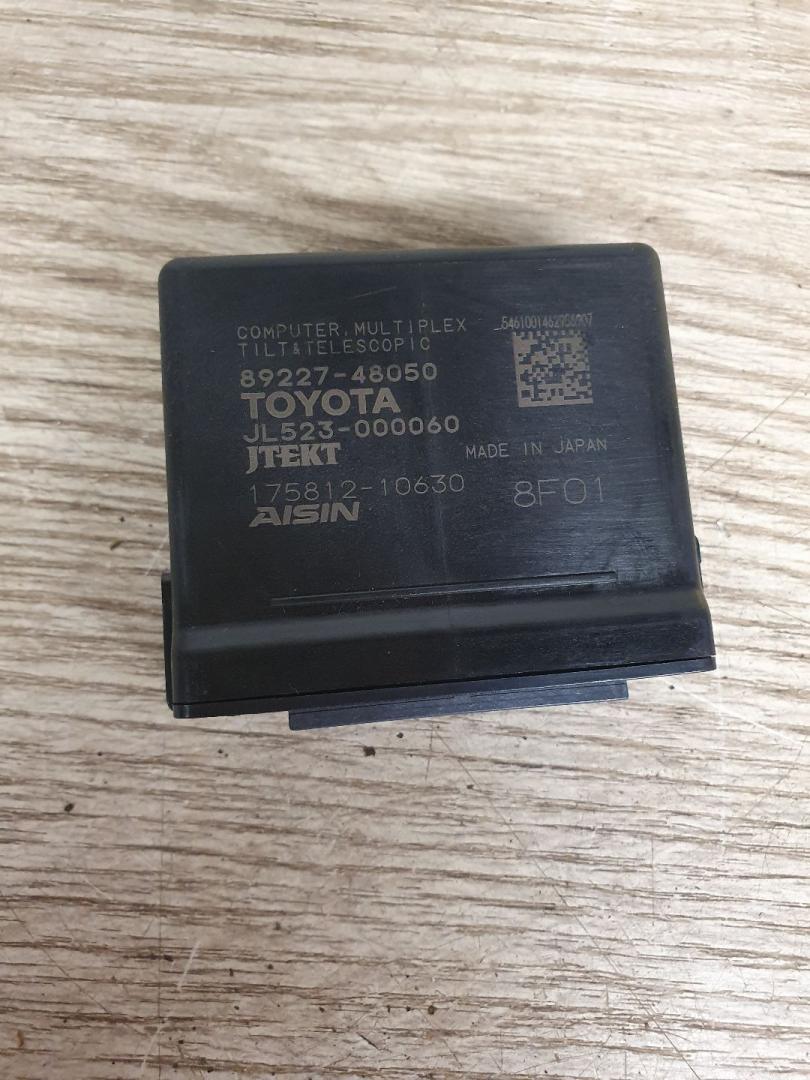 COMPUTER, MULTIPLEX
TILT&TELESCOPIC
89227-48050
TOYOTA
JL523-000060
JTEKT
MADE IN JAPAN
175812-10630
8F01
AISIN